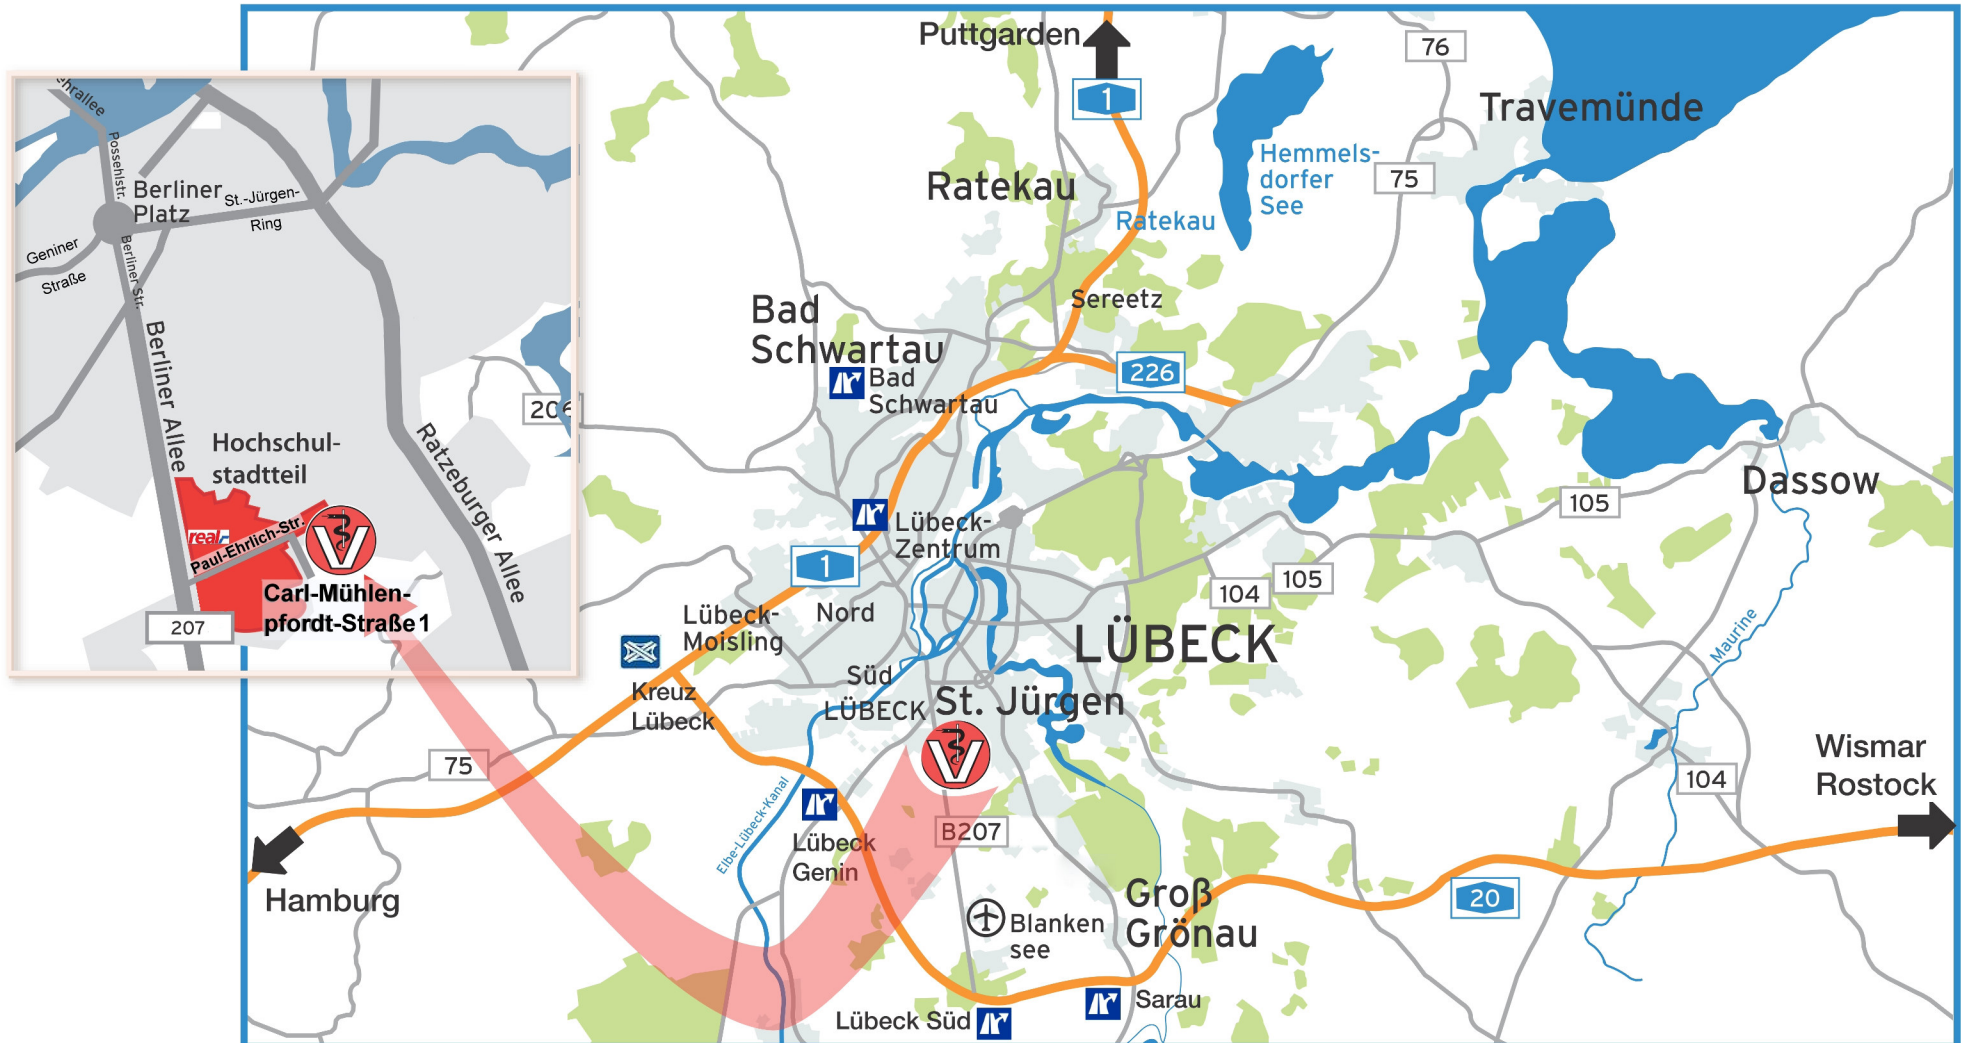 Puttgarden
1
76
Travemünde
Hemmels-
dorfer
See
75
Ratekau
Ratekau
Sereetz
Bad
Schwartau
Bad
Schwartau
226
206
Possehlstr.
Berliner
Platz
St.-Jürgen-
Ring
Geniner
Straße
Berliner Str.
Berliner Allee
Hochschul-
stadtteil
Ratzeburger Allee
real,-
Paul-Ehrlich-Str.
V
Carl-Mühlen-
pfordt-Straße 1
207
Lübeck-
Zentrum
1
Nord
Lübeck-
Moisling
Kreuz
Lübeck
Süd
LÜBECK
LÜBECK
St. Jürgen
V
105
Dassow
104
105
Maurine
104
Wismar
Rostock
75
Hamburg
Elbe-Lübeck-Kanal
Lübeck
Genin
B207
Blanken
see
Groß
Grönau
20
Sarau
Lübeck Süd